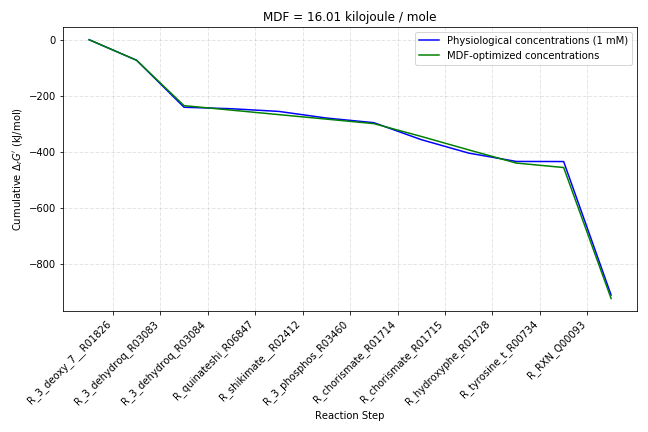 MDF = 16.01 kilojoule / mole
Physiological concentrations (1 mM)
MDF-optimized concentrations
Cumulative ΔᵣG′ (kJ/mol)
0
−200
−400
−600
−800
R_3_deoxy_7__R01826
R_3_dehydroq_R03083
R_3_dehydroq_R03084
R_quinateshi_R06847
R_shikimate__R02412
R_3_phosphos_R03460
R_chorismate_R01714
R_chorismate_R01715
R_hydroxyphe_R01728
R_tyrosine_t_R00734
R_RXN_Q00093
Reaction Step